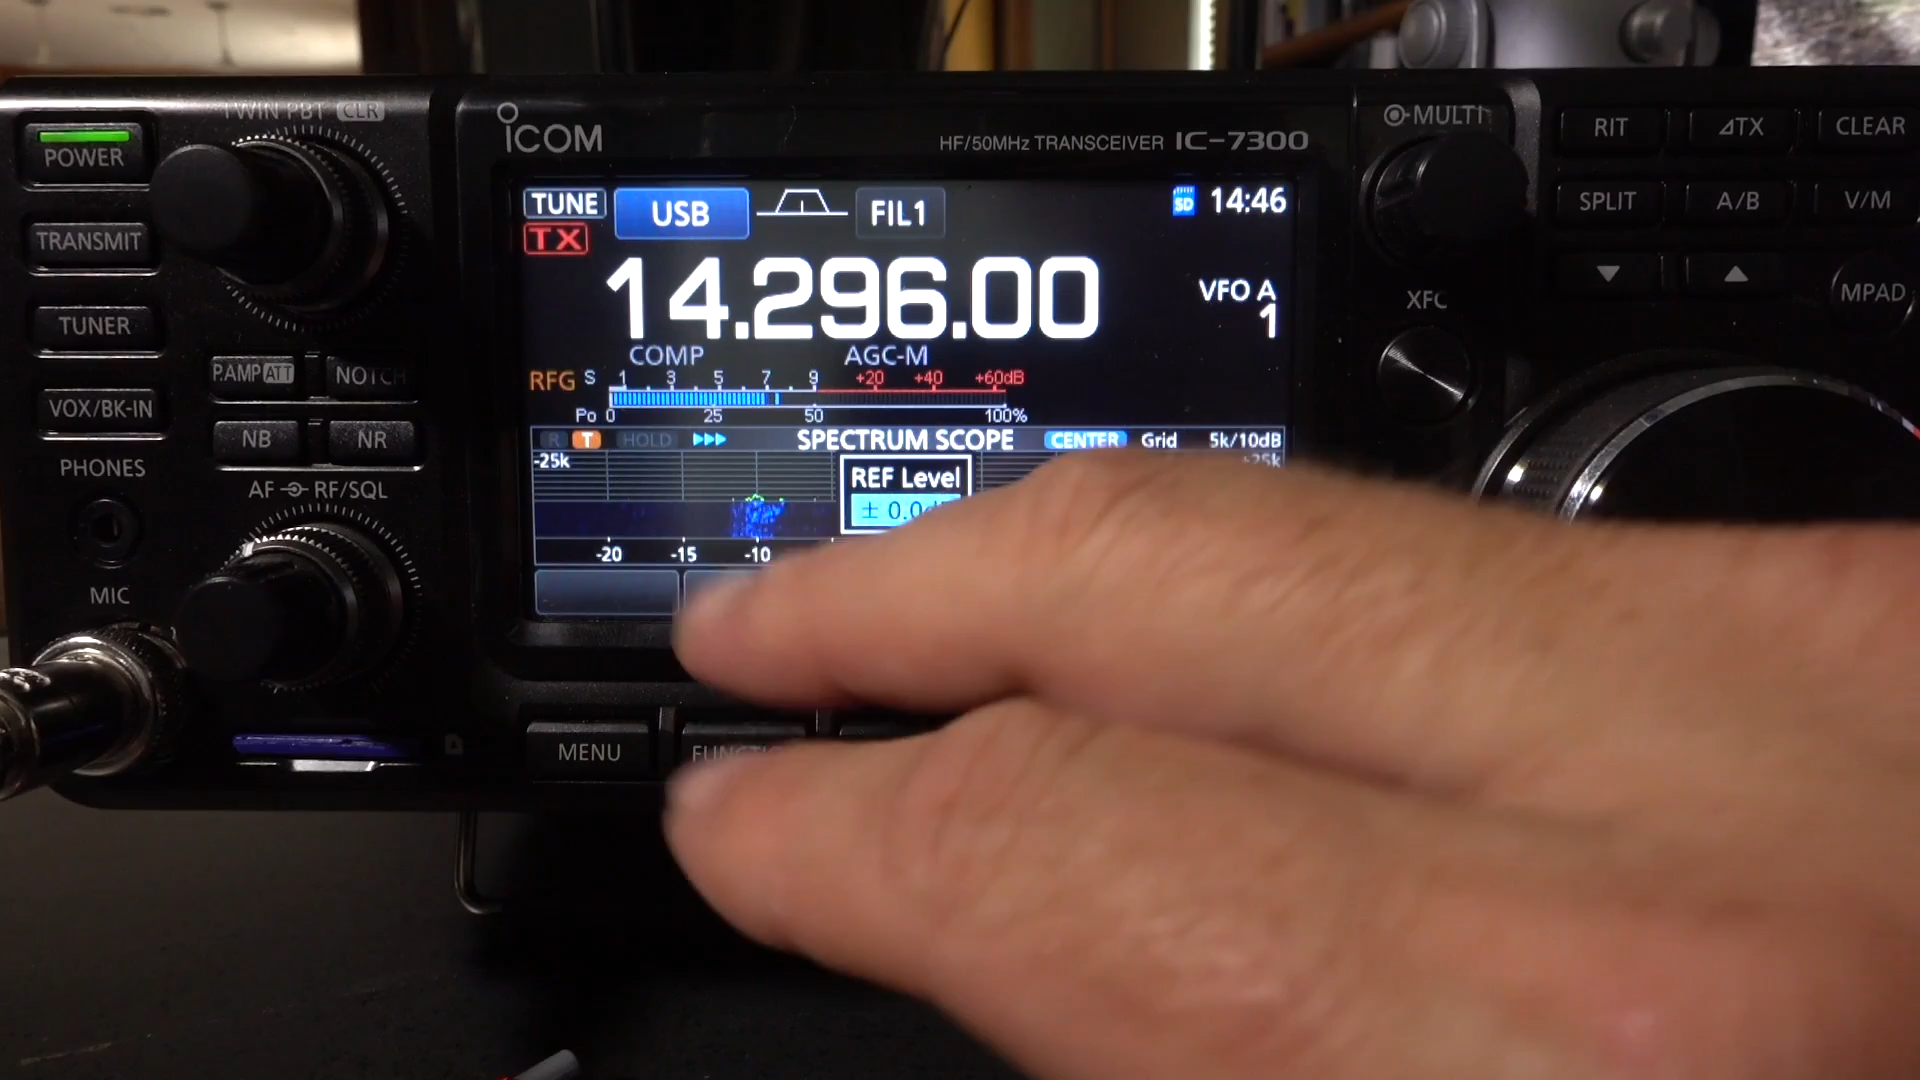 TWIN PBT CLR
POWER
TRANSMIT
TUNER
P.AMP ATT
NOTCH
VOX/BK-IN
NB
NR
PHONES
AF RF/SQL
MIC
ICOM
HF/50MHz TRANSCEIVER IC-7300
TUNE
USB
FIL1
SD
14:46
TX
14.296.00
VFO A
1
COMP
AGC-M
RFG
S 1 3 5 7 9 +20 +40 +60dB
Po 0 25 50 100%
R T HOLD SPECTRUM SCOPE CENTER Grid 5k/10dB
-25k
+25k
REF Level
± 0.0
-20 -15 -10
MENU
MULTI
RIT
ΔTX
CLEAR
SPLIT
A/B
V/M
XFC
MPAD